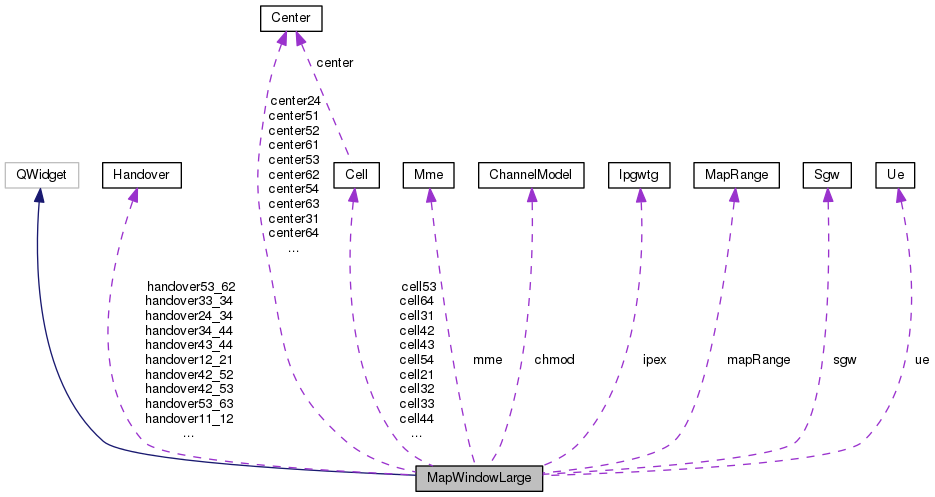 Center
center
center24
center51
center52
center61
center53
center62
center54
center63
center31
center64
...
QWidget
Handover
Cell
Mme
ChannelModel
Ipgwtg
MapRange
Sgw
Ue
handover53_62
handover33_34
handover24_34
handover34_44
handover43_44
handover12_21
handover42_52
handover42_53
handover53_63
handover11_12
...
cell53
cell64
cell31
cell42
cell43
cell54
cell21
cell32
cell33
cell44
...
mme
chmod
ipex
mapRange
sgw
ue
MapWindowLarge